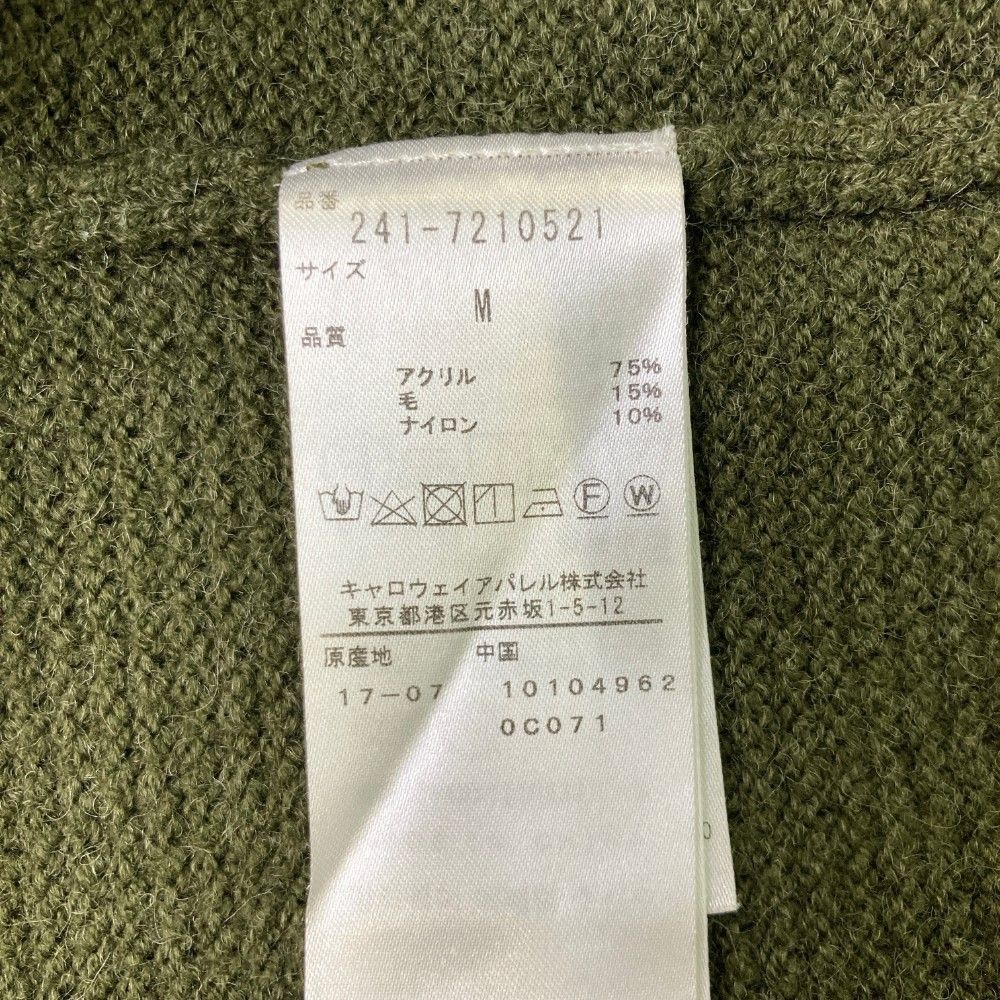 品番
241-7210521
サイズ
M
品質
アクリル 75%
毛 15%
ナイロン 10%
F W
キャロウェイアパレル株式会社
東京都港区元赤坂1-5-12
原産地 中国
17-07 10104962
0C071